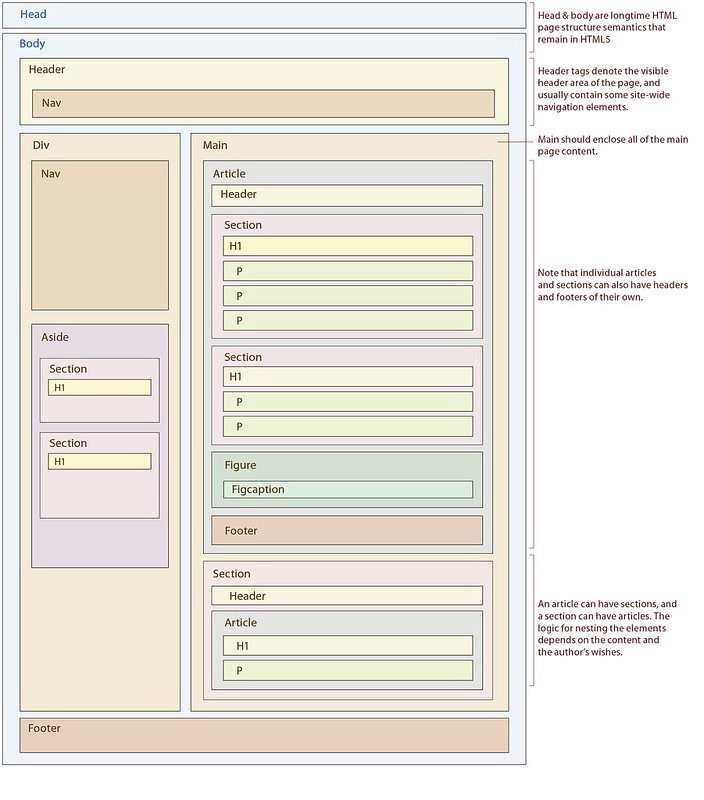 Head
Body
Header
Nav
Div
Nav
Aside
Section
H1
Section
H1
Main
Article
Header
Section
H1
P
P
P
Section
H1
P
P
Figure
Figcaption
Footer
Section
Header
Article
H1
P
Footer
Head & body are longtime HTML
page structure semantics that
remain in HTML5
Header tags denote the visible
header area of the page, and
usually contain some site-wide
navigation elements.
Main should enclose all of the main
page content.
Note that individual articles
and sections can also have headers
and footers of their own.
An article can have sections, and
a section can have articles. The
logic for nesting the elements
depends on the content and
the author's wishes.